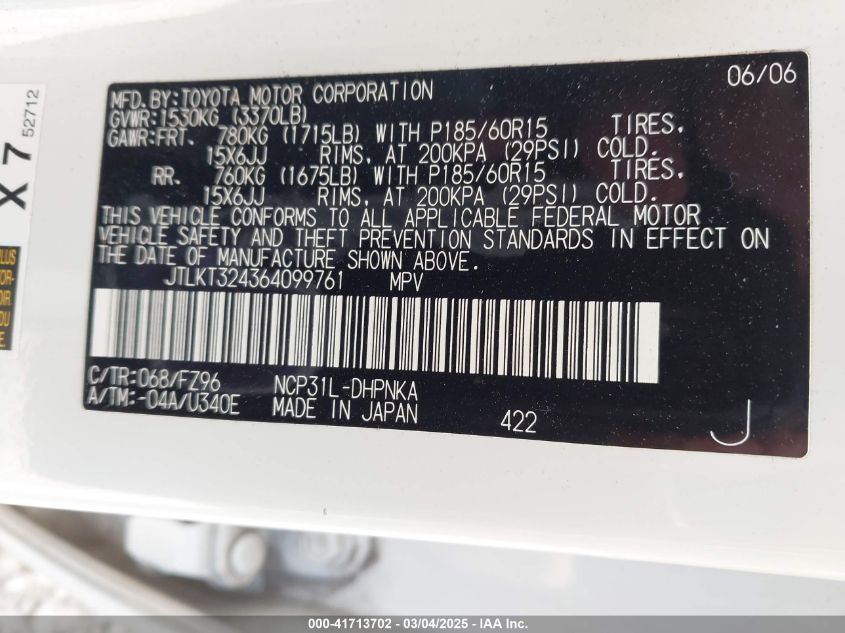 06/06
MFD. BY: TOYOTA MOTOR CORPORATION
GVWR: 1530KG (3370LB)
GAWR: FRT. 780KG (1715LB) WITH P185/60R15 TIRES,
15X6JJ RIMS, AT 200KPA (29PSI) COLD.
RR. 760KG (1675LB) WITH P185/60R15 TIRES,
15X6JJ RIMS, AT 200KPA (29PSI) COLD.
THIS VEHICLE CONFORMS TO ALL APPLICABLE FEDERAL MOTOR
VEHICLE SAFETY AND THEFT PREVENTION STANDARDS IN EFFECT ON
THE DATE OF MANUFACTURE SHOWN ABOVE.
JTLKT324364099761 MPV
C/TR: 068/FZ96 NCP31L-DHPNKA
A/TM: -04A/U340E MADE IN JAPAN 422 J
X 7
52712
000-41713702 - 03/04/2025 - IAA Inc.